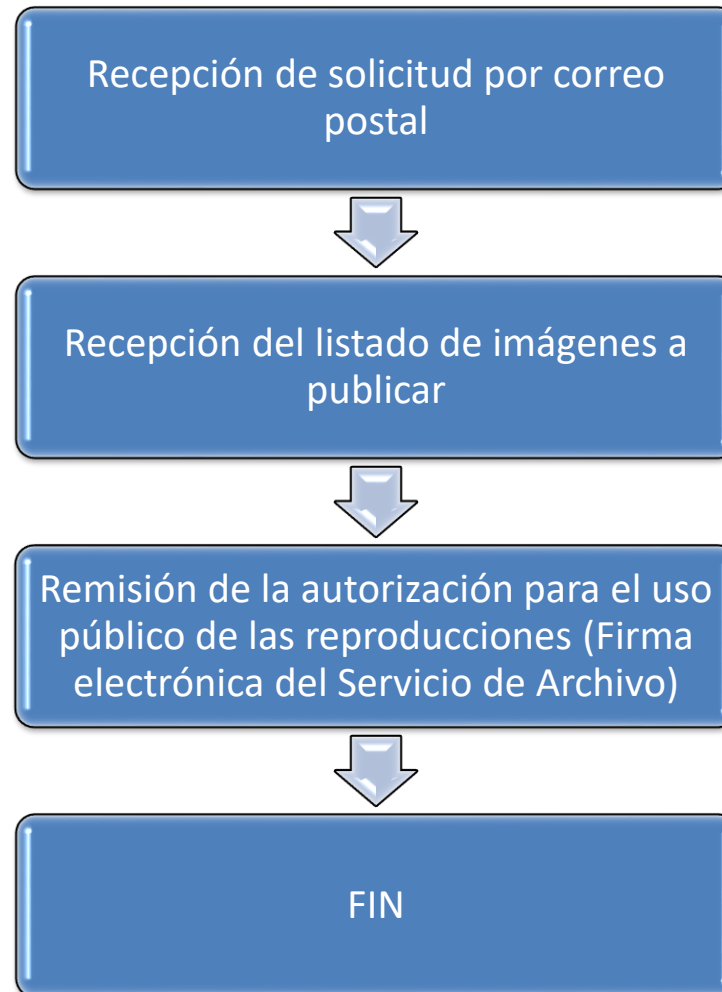 Recepción de solicitud por correo
postal
Recepción del listado de imágenes a
publicar
Remisión de la autorización para el uso
público de las reproducciones (Firma
electrónica del Servicio de Archivo)
FIN